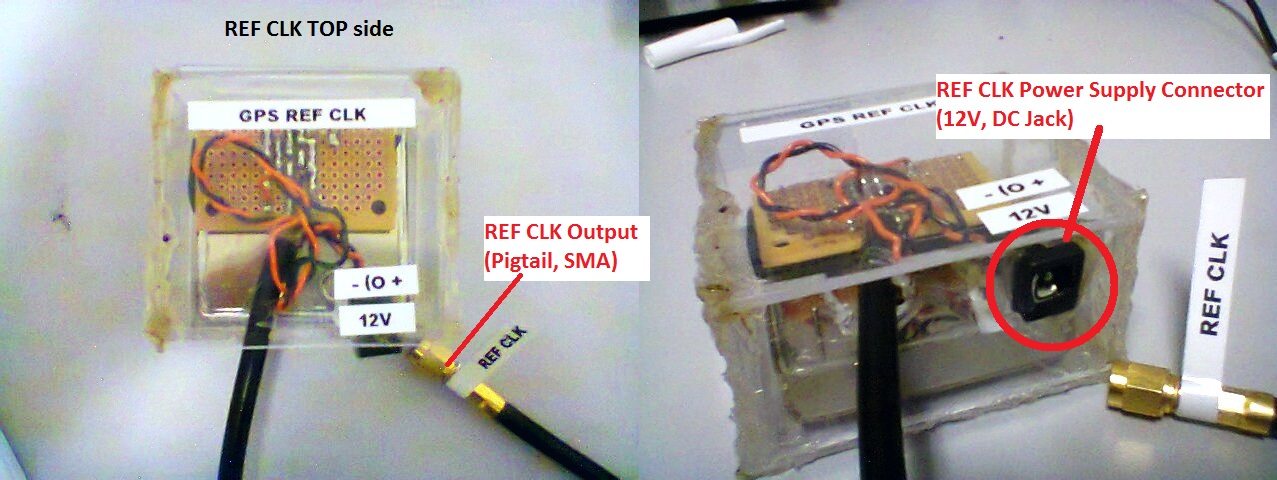 REF CLK TOP side
GPS REF CLK
REF CLK Output
(Pigtail, SMA)
- (O +
12V
REF CLK
REF CLK Power Supply Connector
(12V, DC Jack)
GPS REF CLK
- (O +
12V
REF CLK